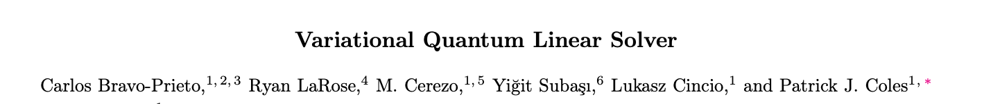 Variational Quantum Linear Solver
Carlos Bravo-Prieto,1, 2, 3 Ryan LaRose,4 M. Cerezo,1, 5 Yiğit Subaşı,6 Lukasz Cincio,1 and Patrick J. Coles1, *